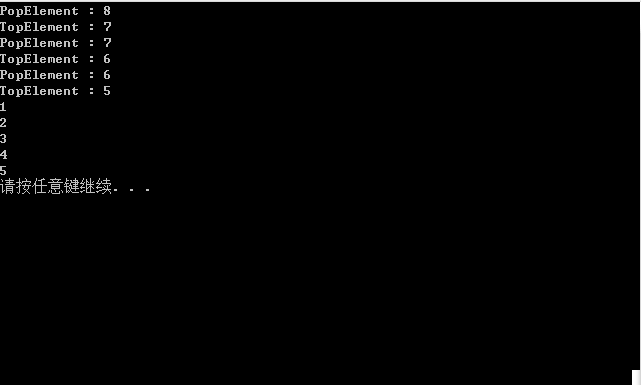 PopElement : 8
TopElement : 7
PopElement : 7
TopElement : 6
PopElement : 6
TopElement : 5
1
2
3
4
5
请按任意键继续. . .